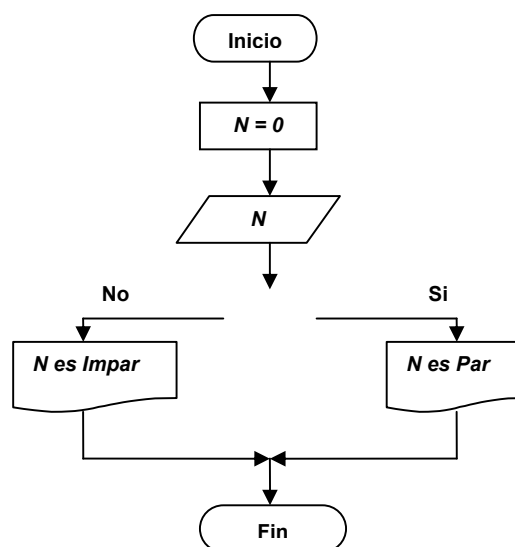 Inicio
N = 0
N
No
Si
N es Impar
N es Par
Fin